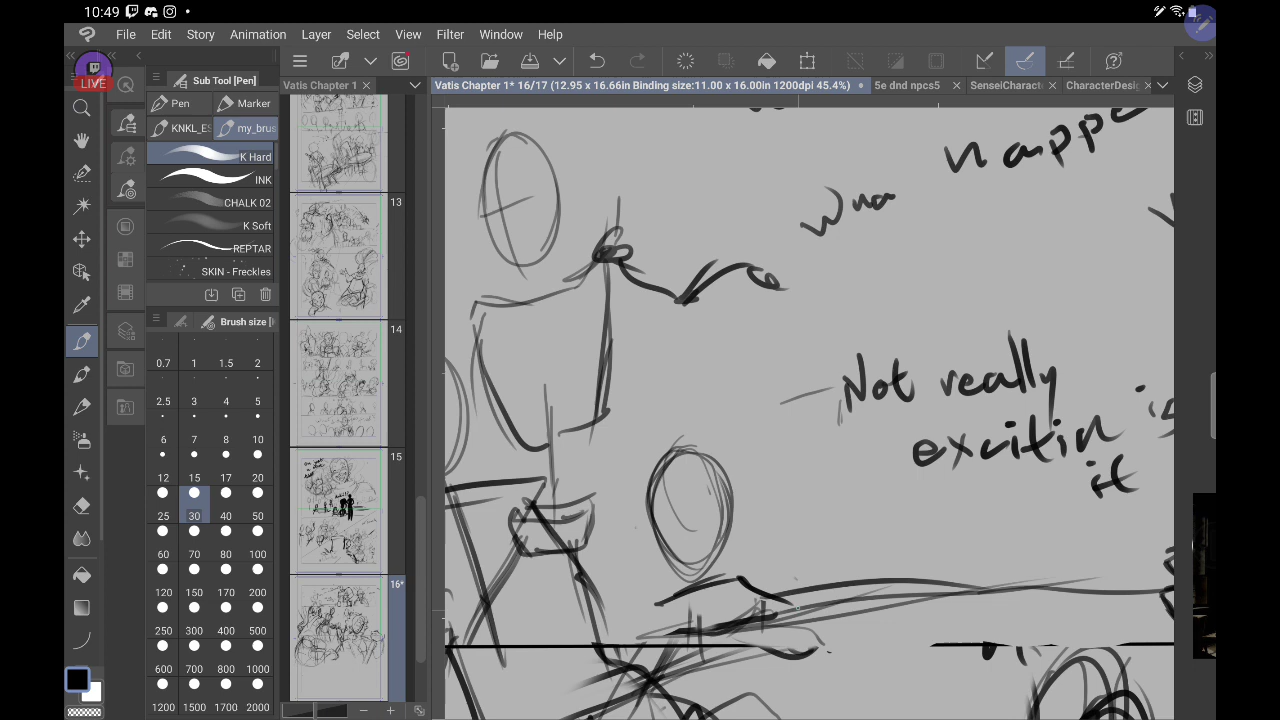 10:49
File Edit Story Animation Layer Select View Filter Window Help
LIVE
Sub Tool [Pen]
Vatis Chapter 1
Vatis Chapter 1* 16/17 (12.95 x 16.66in Binding size:11.00 x 16.00in 1200dpi 45.4%)
5e dnd npcs5
SenselCharact
CharacterDesig
Pen
Marker
KNKL_ES
my_brus
K Hard
INK
CHALK 02
K Soft
REPTAR
SKIN - Freckles
Brush size [
0.7 1 1.5 2
2.5 3 4 5
6 7 8 10
12 15 17 20
25 30 40 50
60 70 80 100
120 150 170 200
250 300 400 500
600 700 800 1000
1200 1500 1700 2000
13
14
15
16*
happe
Not really
excitin
it